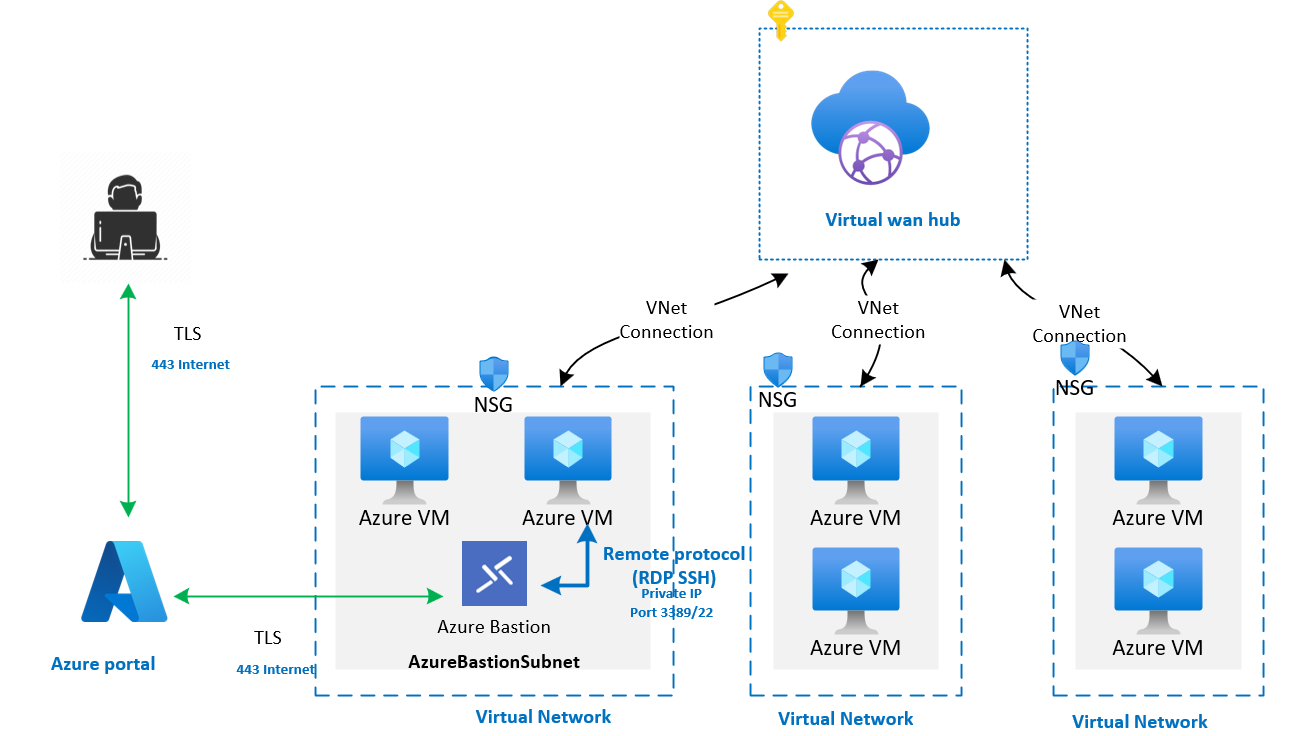 Virtual wan hub
VNet
Connection
VNet
Connection
VNet
Connection
TLS
443 Internet
NSG
NSG
NSG
Azure VM
Azure VM
Azure VM
Azure VM
Remote protocol
(RDP SSH)
Private IP
Port 3389/22
Azure Bastion
AzureBastionSubnet
Azure VM
Azure VM
TLS
443 Internet
Azure portal
Virtual Network
Virtual Network
Virtual Network